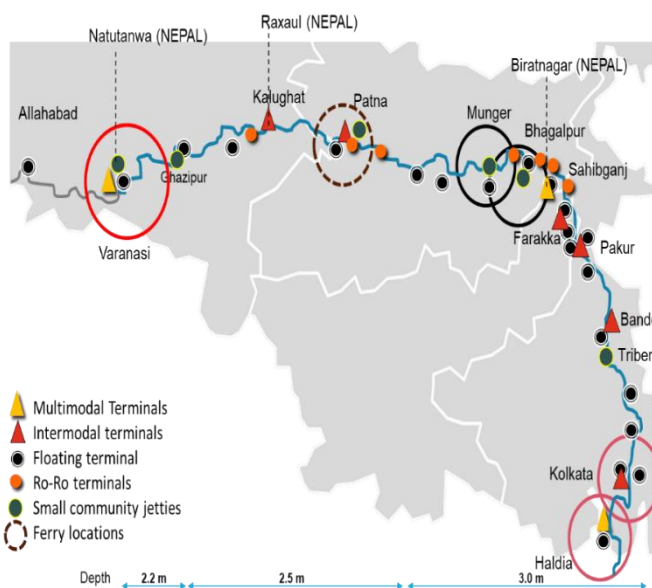 Raxaul (NEPAL)
Natutanwa (NEPAL)
Biratnagar (NEPAL)
Allahabad
Kalughat
Patna
Munger
Bhagalpur
Ghazipur
Sahibganj
Varanasi
Farakka
Pakur
Band
Triber
Multimodal Terminals
Intermodal terminals
Floating terminal
Ro-Ro terminals
Small community jetties
Ferry locations
Kolkata
Haldia
Depth 2.2 m 2.5 m 3.0 m